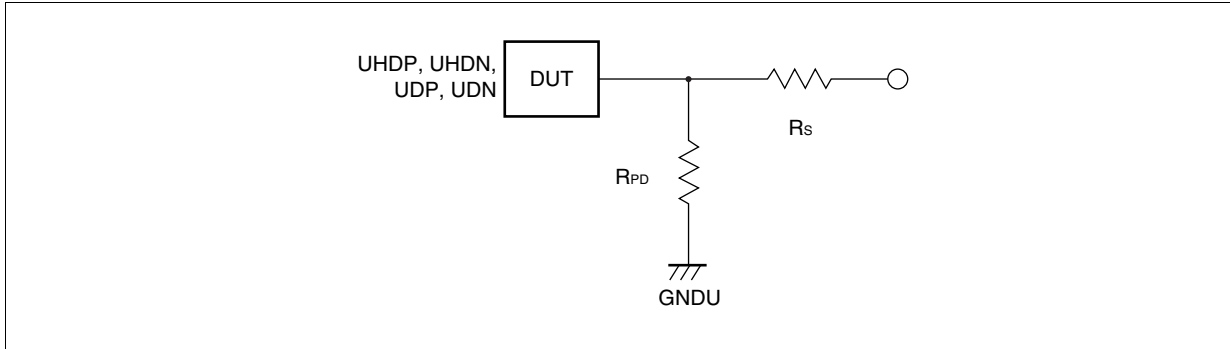 UHDP, UHDN,
UDP, UDN
DUT
RS
RPD
GNDU